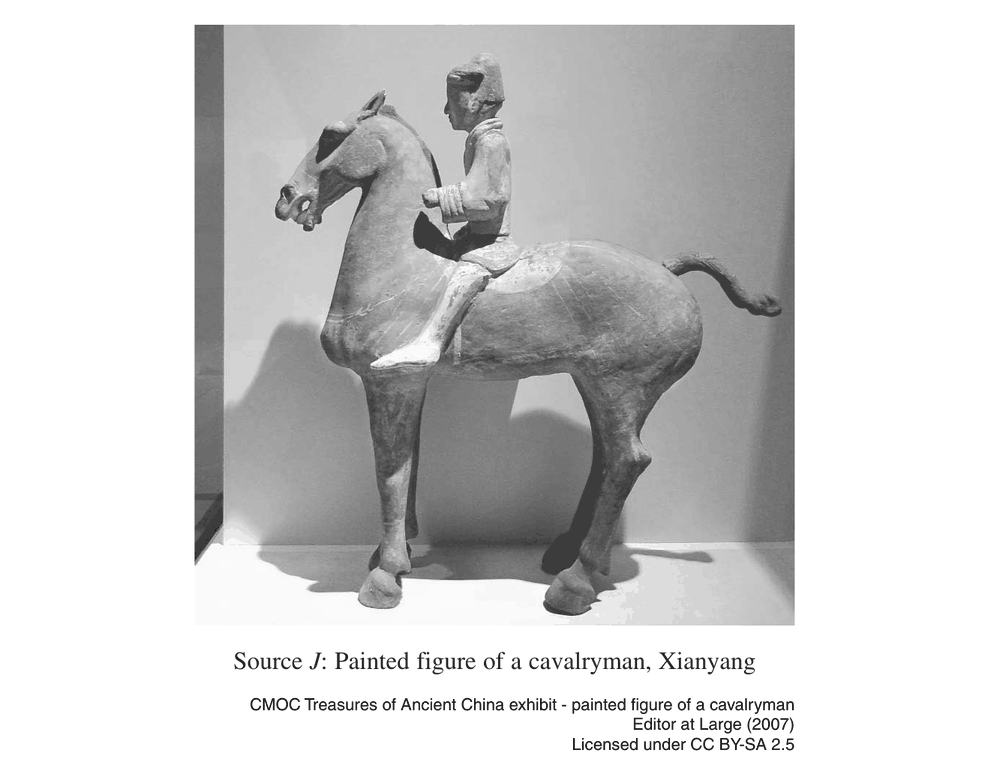 Source J: Painted figure of a cavalryman, Xianyang
CMOC Treasures of Ancient China exhibit - painted figure of a cavalryman
Editor at Large (2007)
Licensed under CC BY-SA 2.5